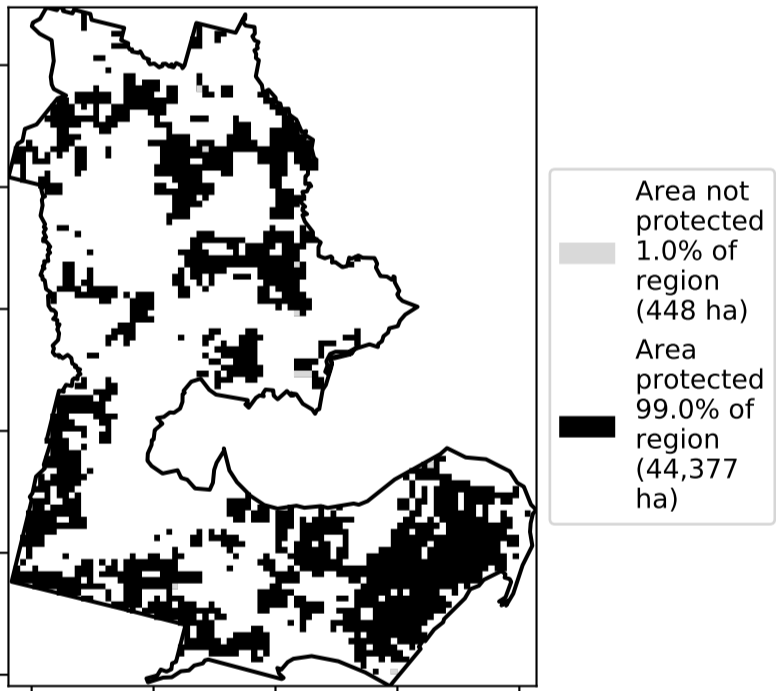 Area not
protected
1.0% of
region
(448 ha)
Area
protected
99.0% of
region
(44,377
ha)